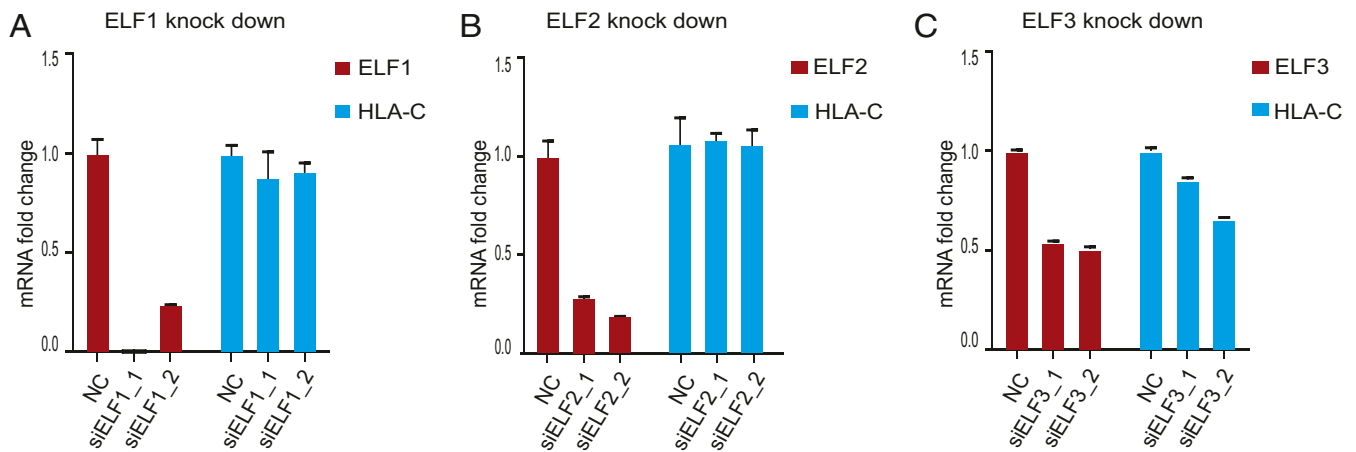 A
ELF1 knock down
mRNA fold change
1.5
1.0
0.5
0.0
ELF1
HLA-C
NC
siELF1_1
siELF1_2
NC
siELF1_1
siELF1_2
B
ELF2 knock down
mRNA fold change
1.5
1.0
0.5
0.0
ELF2
HLA-C
NC
siELF2_1
siELF2_2
NC
siELF2_1
siELF2_2
C
ELF3 knock down
mRNA fold change
1.5
1.0
0.5
0.0
ELF3
HLA-C
NC
siELF3_1
siELF3_2
NC
siELF3_1
siELF3_2